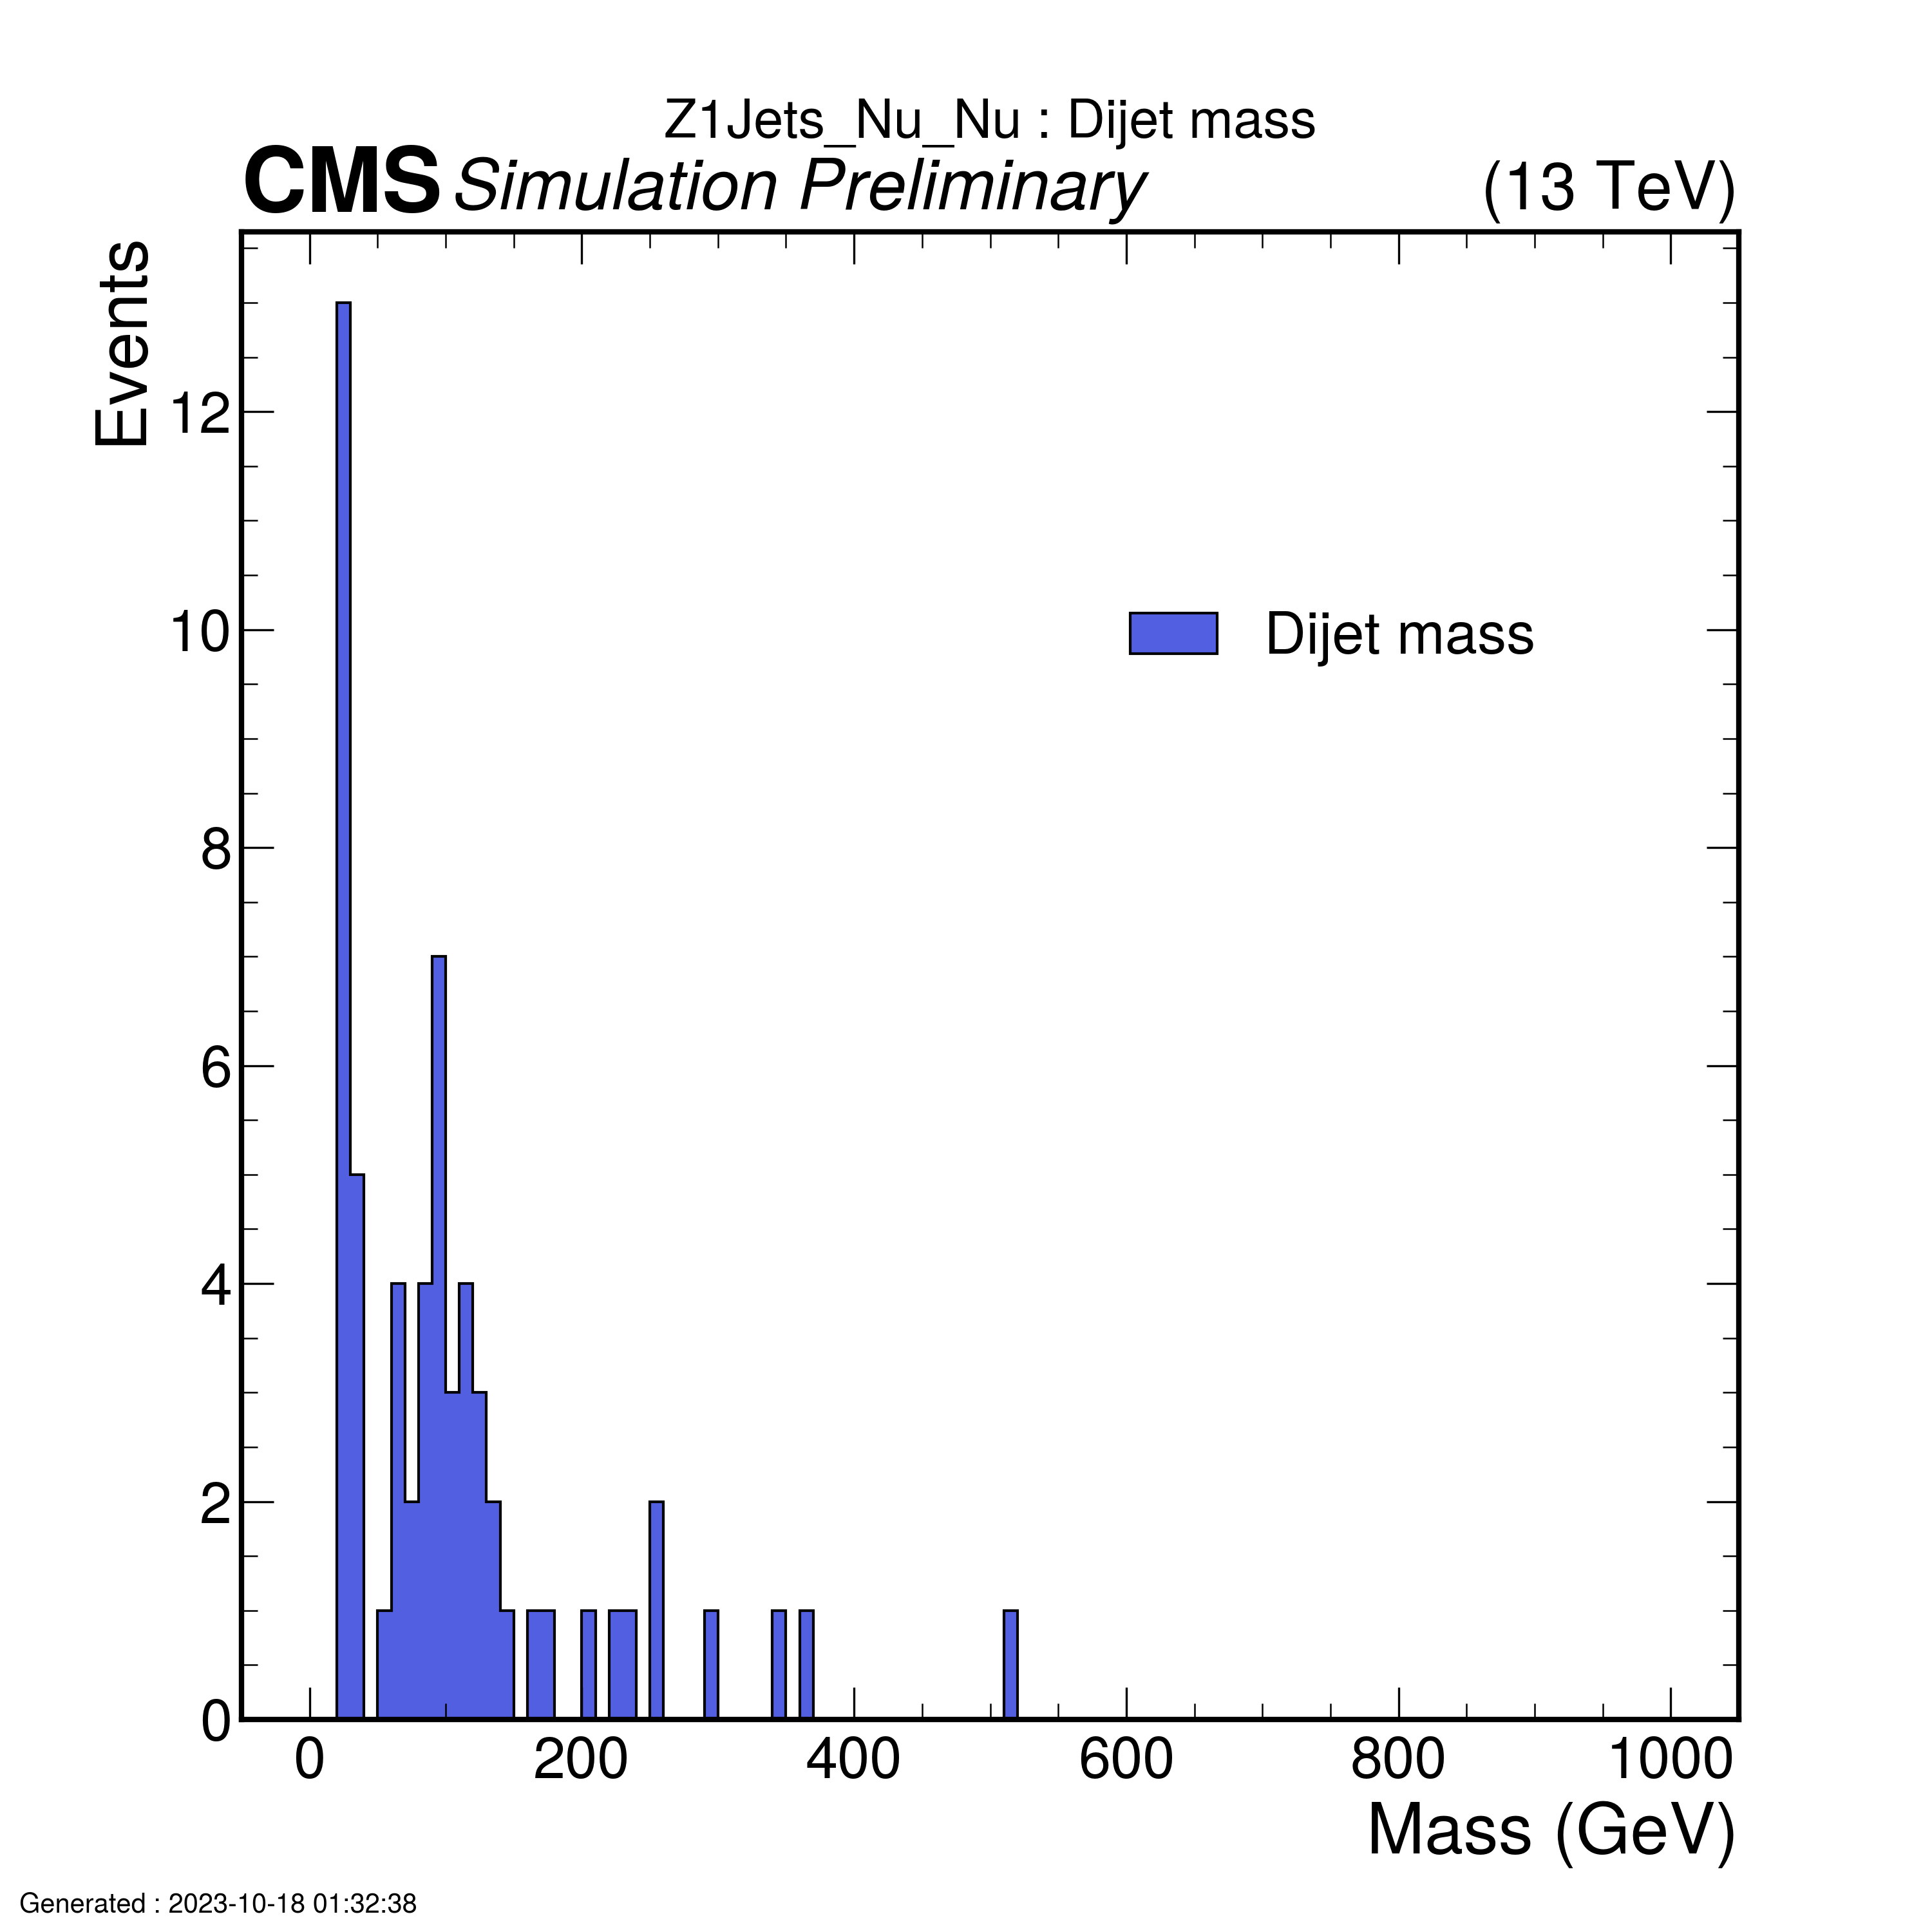 Z1Jets_Nu_Nu : Dijet mass
CMS Simulation Preliminary (13 TeV)
Events
12
10
8
6
4
2
0
Dijet mass
0 200 400 600 800 1000
Mass (GeV)
Generated : 2023-10-18 01:32:38